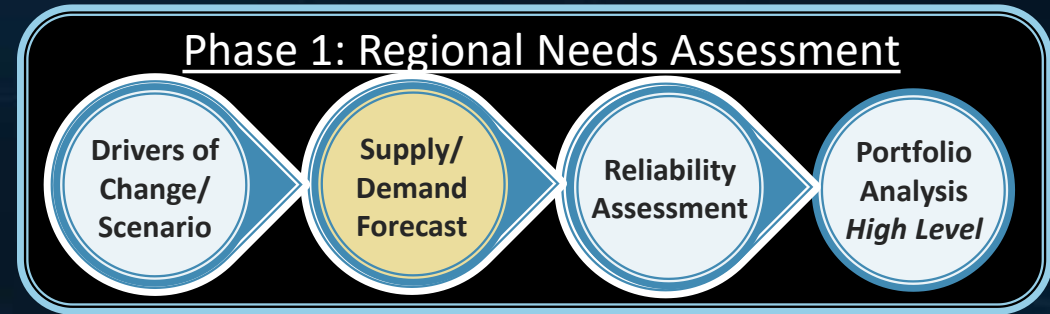 Phase 1: Regional Needs Assessment
Drivers of
Change/
Scenario
Supply/
Demand
Forecast
Reliability
Assessment
Portfolio
Analysis
High Level